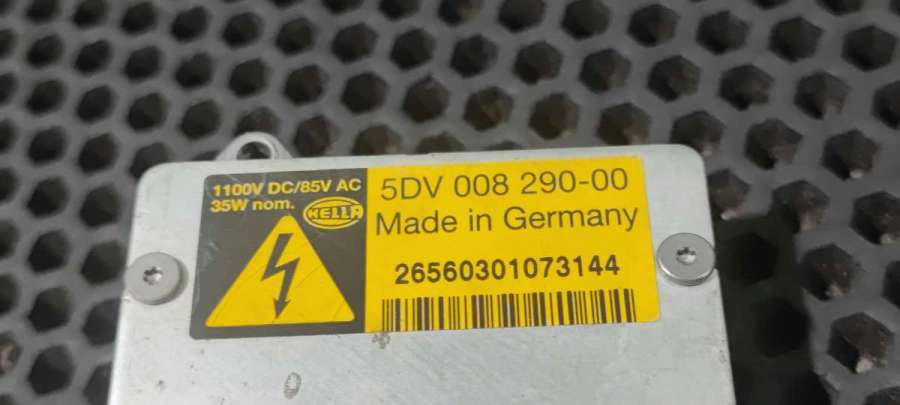 1100V DC/85V AC
35W nom.
HELLA
5DV 008 290-00
Made in Germany
26560301073144